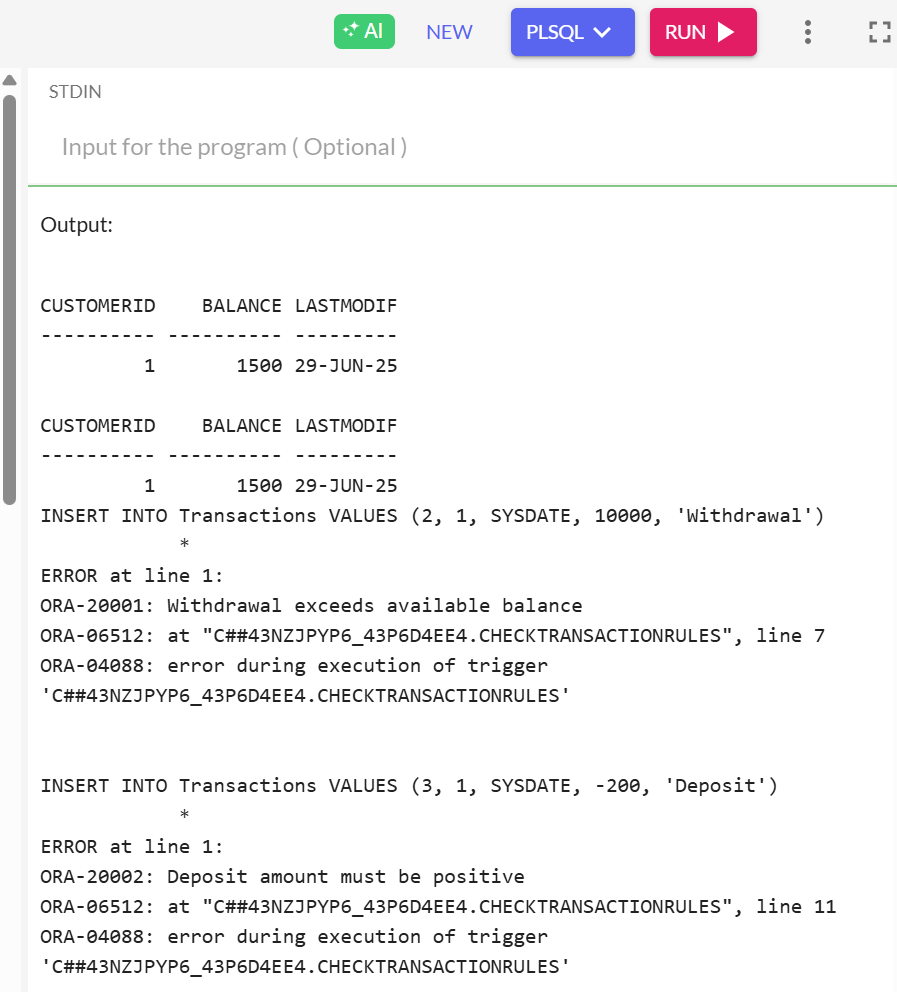 AI NEW PLSQL RUN
STDIN
Input for the program ( Optional )
Output:
CUSTOMERID    BALANCE LASTMODIF
---------- ---------- ---------
         1       1500 29-JUN-25
CUSTOMERID    BALANCE LASTMODIF
---------- ---------- ---------
         1       1500 29-JUN-25
INSERT INTO Transactions VALUES (2, 1, SYSDATE, 10000, 'Withdrawal')
            *
ERROR at line 1:
ORA-20001: Withdrawal exceeds available balance
ORA-06512: at "C##43NZJPYP6_43P6D4EE4.CHECKTRANSACTIONRULES", line 7
ORA-04088: error during execution of trigger
'C##43NZJPYP6_43P6D4EE4.CHECKTRANSACTIONRULES'
INSERT INTO Transactions VALUES (3, 1, SYSDATE, -200, 'Deposit')
            *
ERROR at line 1:
ORA-20002: Deposit amount must be positive
ORA-06512: at "C##43NZJPYP6_43P6D4EE4.CHECKTRANSACTIONRULES", line 11
ORA-04088: error during execution of trigger
'C##43NZJPYP6_43P6D4EE4.CHECKTRANSACTIONRULES'